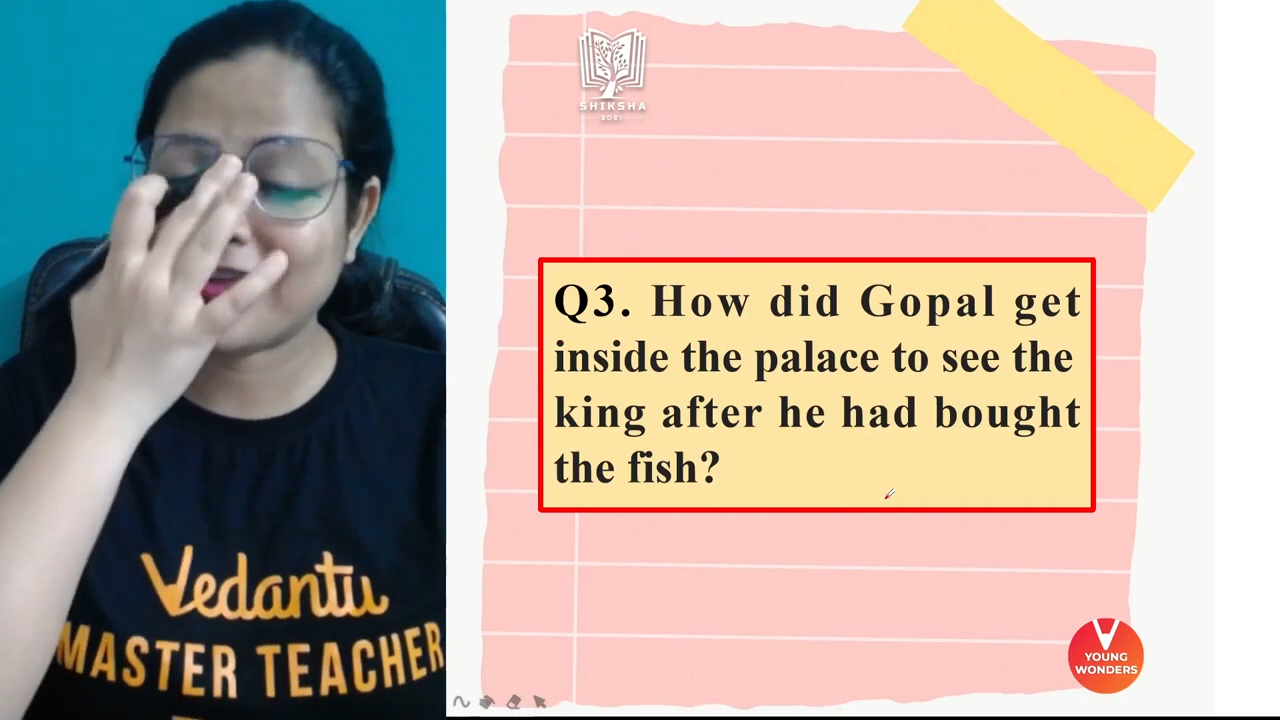 SHIKSHA
2021
Q3. How did Gopal get
inside the palace to see the
king after he had bought
the fish?
Vedantu
MASTER TEACHER
V
YOUNG
WONDERS